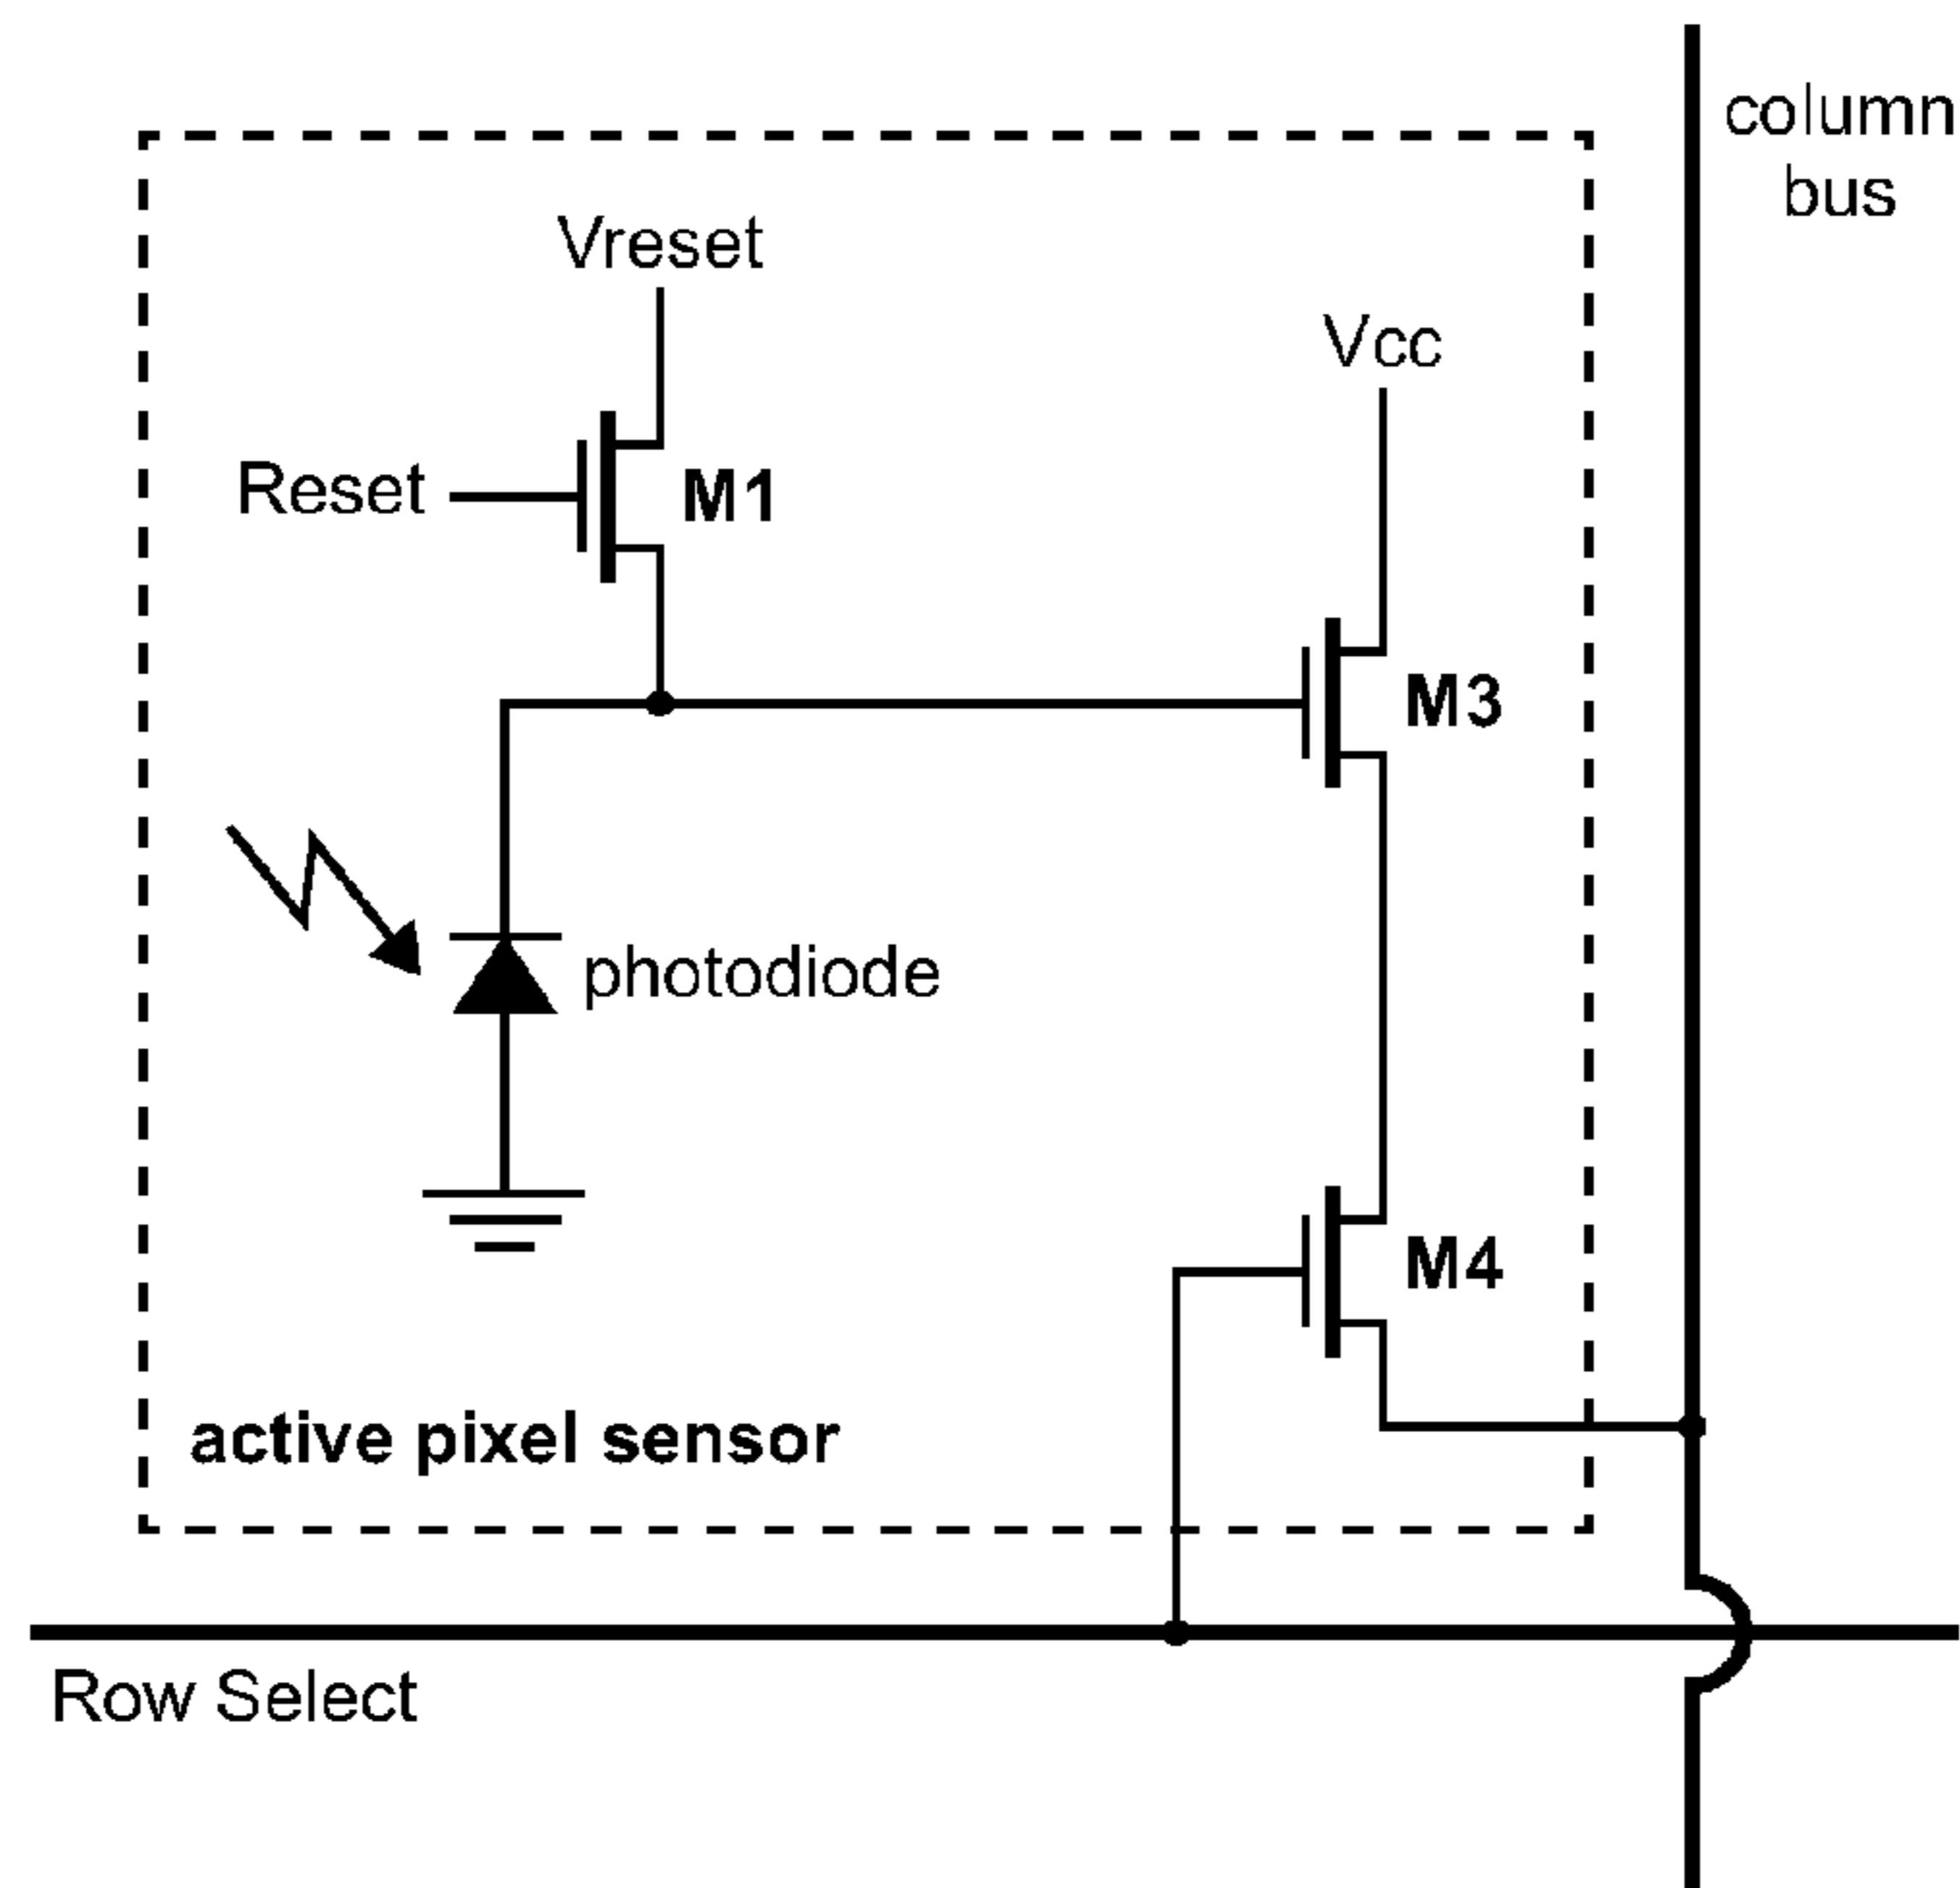 column
bus
Vreset
Vcc
Reset
M1
M3
photodiode
M4
active pixel sensor
Row Select